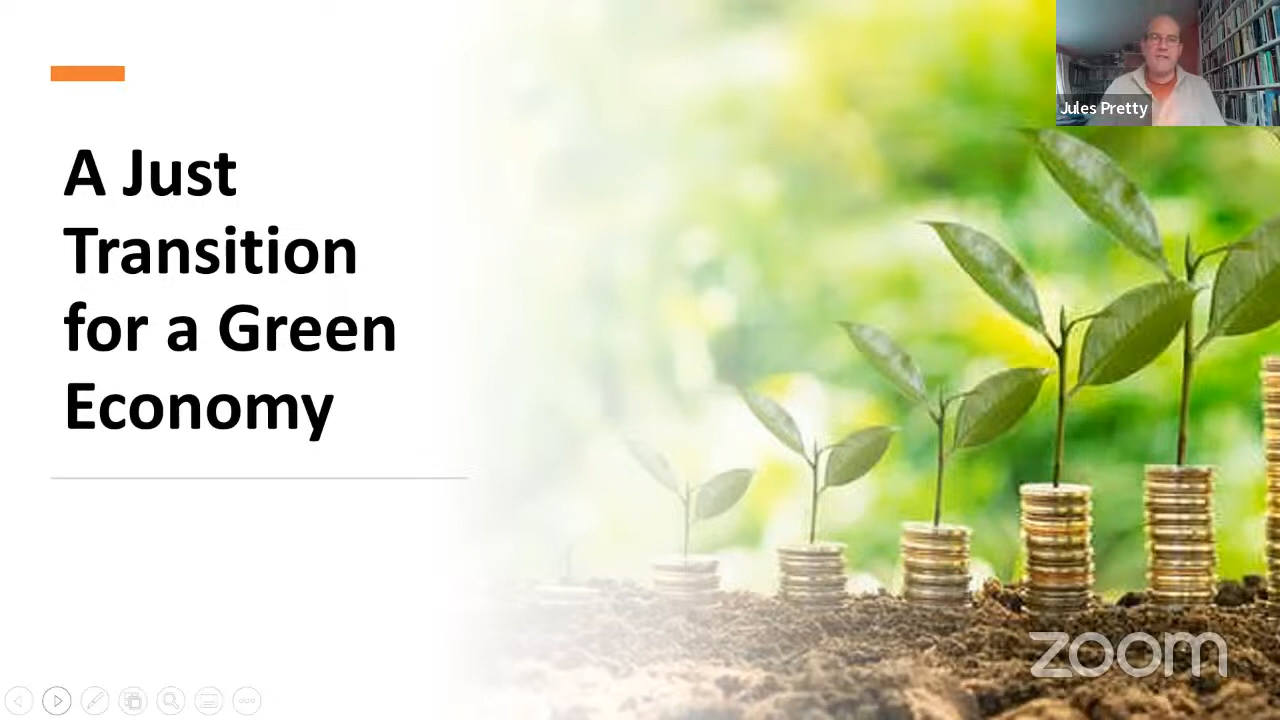 A Just
Transition
for a Green
Economy
Jules Pretty
zoom